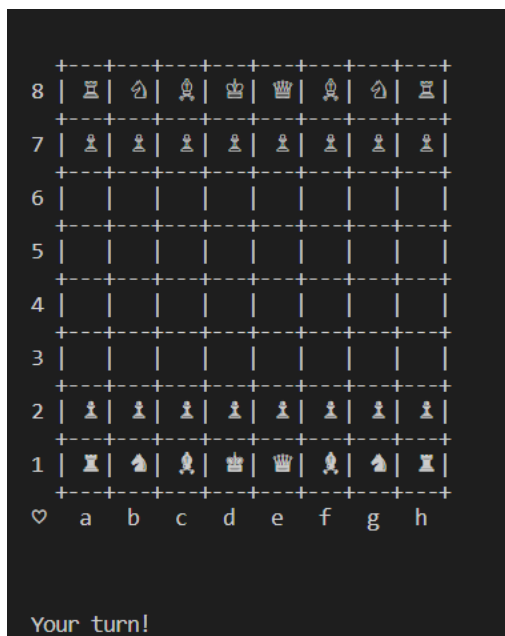 +---+---+---+---+---+---+---+---+
8 | ♖| ♘| ♗| ♔| ♕| ♗| ♘| ♖|
+---+---+---+---+---+---+---+---+
7 | ♙| ♙| ♙| ♙| ♙| ♙| ♙| ♙|
+---+---+---+---+---+---+---+---+
6 |   |   |   |   |   |   |   |   |
+---+---+---+---+---+---+---+---+
5 |   |   |   |   |   |   |   |   |
+---+---+---+---+---+---+---+---+
4 |   |   |   |   |   |   |   |   |
+---+---+---+---+---+---+---+---+
3 |   |   |   |   |   |   |   |   |
+---+---+---+---+---+---+---+---+
2 | ♟| ♟| ♟| ♟| ♟| ♟| ♟| ♟|
+---+---+---+---+---+---+---+---+
1 | ♜| ♞| ♝| ♚| ♛| ♝| ♞| ♜|
+---+---+---+---+---+---+---+---+
♡ a b c d e f g h
Your turn!